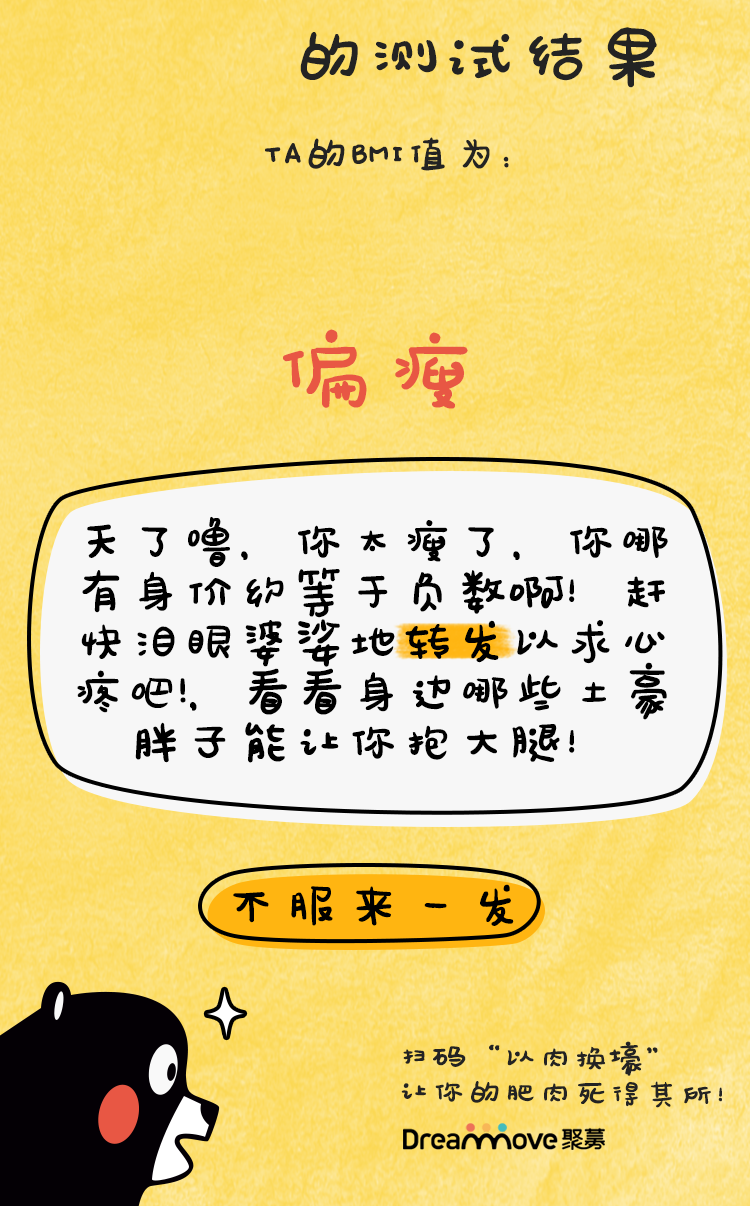 的测试结果
TA的BMI值为：
偏瘦
天了噜，你太瘦了，你哪
有身价约等于负数啊！赶
快泪眼婆娑地转发以求心
疼吧！，看看身边哪些土豪
胖子能让你抱大腿！
不服来一发
扫码“以肉换壕”
让你的肥肉死得其所！
Dreammove聚募